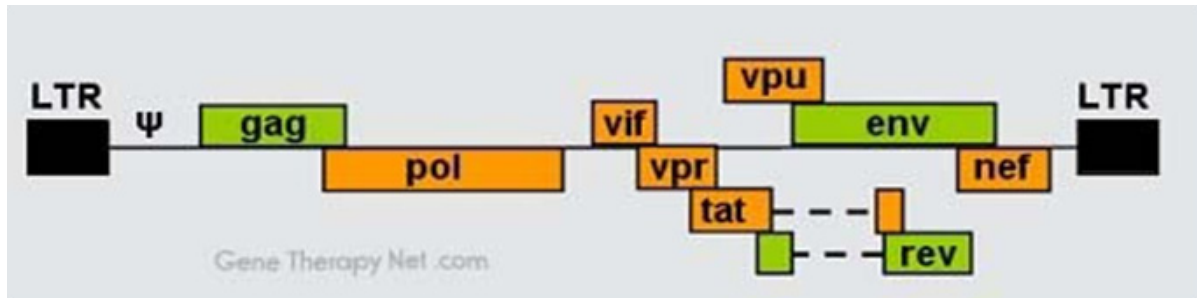 vpu
LTR LTR
ψ gag vif env
pol vpr nef
tat
rev
Gene Therapy Net .com